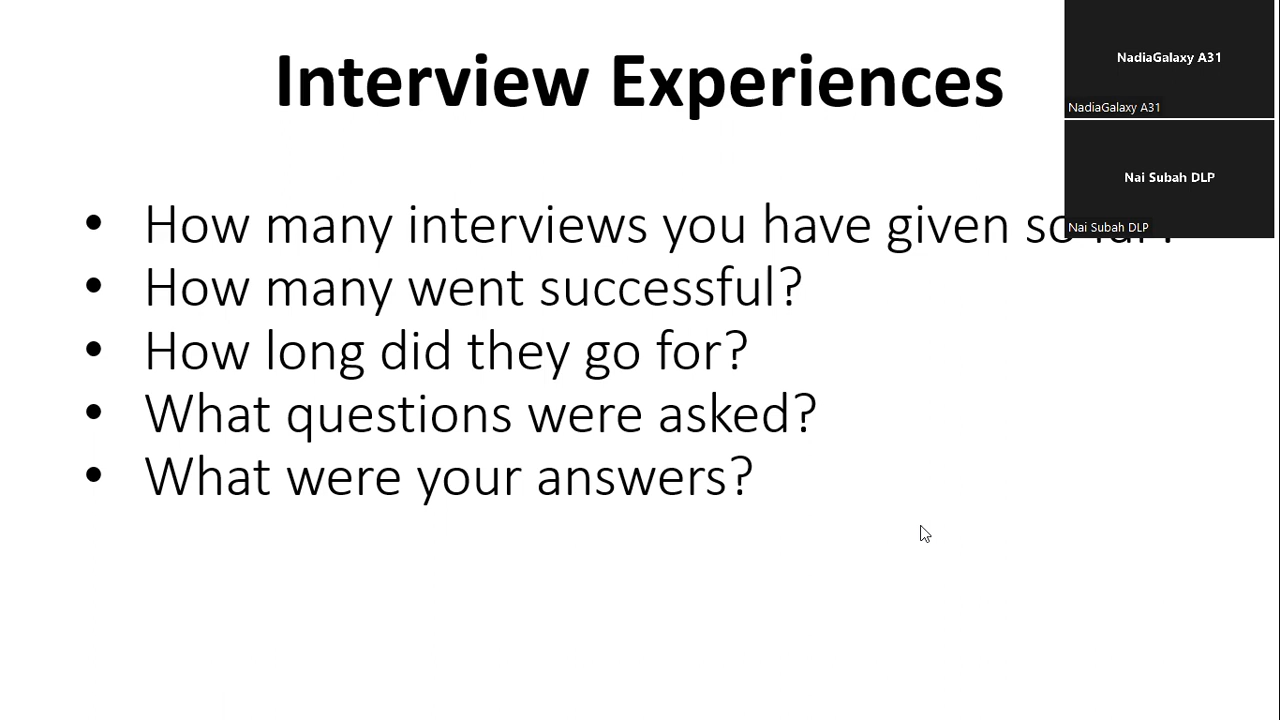 Interview Experiences
NadiaGalaxy A31
NadiaGalaxy A31
Nai Subah DLP
Nai Subah DLP
• How many interviews you have given so
• How many went successful?
• How long did they go for?
• What questions were asked?
• What were your answers?